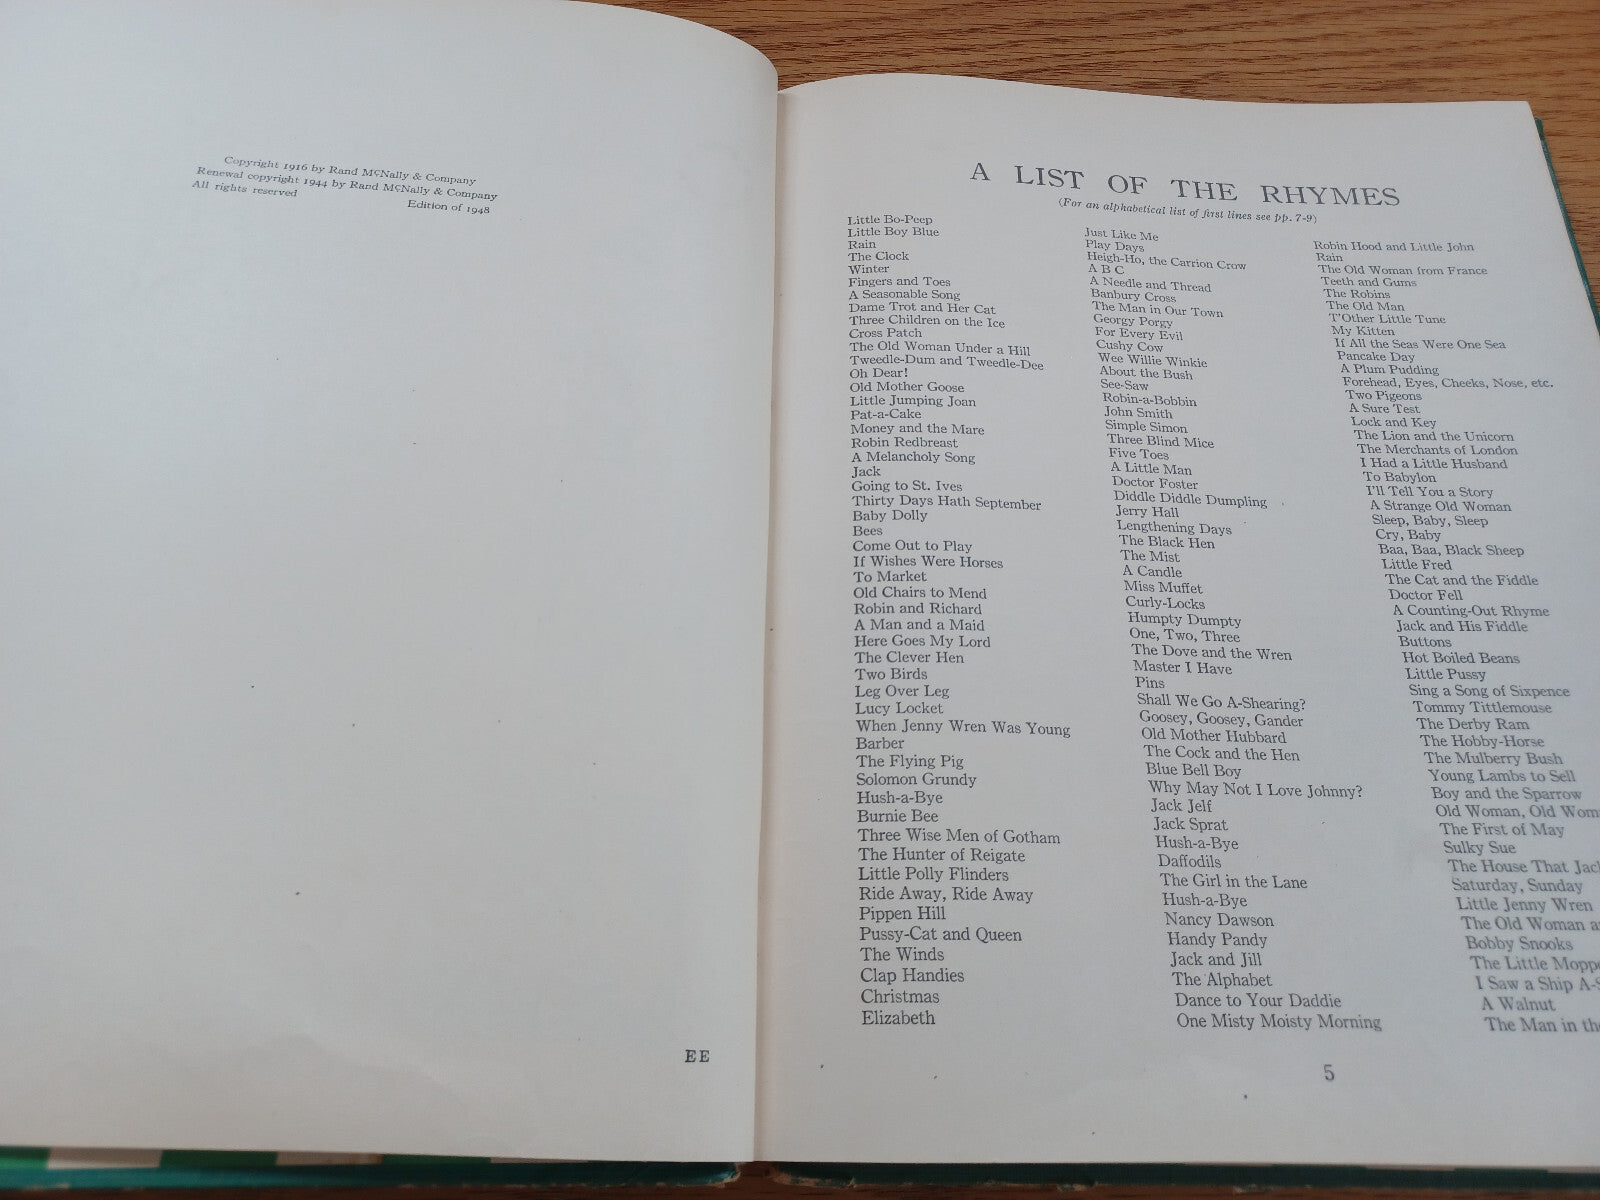 Copyright 1916 by Rand McNally & Company
Renewal copyright 1944 by Rand McNally & Company
All rights reserved
Edition of 1948
EE
A LIST OF THE RHYMES
(For an alphabetical list of first lines see pp. 7-9)
Little Bo-Peep
Little Boy Blue
Rain
The Clock
Winter
Fingers and Toes
A Seasonable Song
Dame Trot and Her Cat
Three Children on the Ice
Cross Patch
The Old Woman Under a Hill
Tweedle-Dum and Tweedle-Dee
Oh Dear!
Old Mother Goose
Little Jumping Joan
Pat-a-Cake
Money and the Mare
Robin Redbreast
A Melancholy Song
Jack
Going to St. Ives
Thirty Days Hath September
Baby Dolly
Bees
Come Out to Play
If Wishes Were Horses
To Market
Old Chairs to Mend
Robin and Richard
A Man and a Maid
Here Goes My Lord
The Clever Hen
Two Birds
Leg Over Leg
Lucy Locket
When Jenny Wren Was Young
Barber
The Flying Pig
Solomon Grundy
Hush-a-Bye
Burnie Bee
Three Wise Men of Gotham
The Hunter of Reigate
Little Polly Flinders
Ride Away, Ride Away
Pippen Hill
Pussy-Cat and Queen
The Winds
Clap Handies
Christmas
Elizabeth
Just Like Me
Play Days
Heigh-Ho, the Carrion Crow
A B C
A Needle and Thread
Banbury Cross
The Man in Our Town
Georgy Porgy
For Every Evil
Cushy Cow
Wee Willie Winkie
About the Bush
See-Saw
Robin-a-Bobbin
John Smith
Simple Simon
Three Blind Mice
Five Toes
A Little Man
Doctor Foster
Diddle Diddle Dumpling
Jerry Hall
Lengthening Days
The Black Hen
The Mist
A Candle
Miss Muffet
Curly-Locks
Humpty Dumpty
One, Two, Three
The Dove and the Wren
Master I Have
Pins
Shall We Go A-Shearing?
Goosey, Goosey, Gander
Old Mother Hubbard
The Cock and the Hen
Blue Bell Boy
Why May Not I Love Johnny?
Jack Jelf
Jack Sprat
Hush-a-Bye
Daffodils
The Girl in the Lane
Hush-a-Bye
Nancy Dawson
Handy Pandy
Jack and Jill
The Alphabet
Dance to Your Daddie
One Misty Moisty Morning
Robin Hood and Little John
Rain
The Old Woman from France
Teeth and Gums
The Robins
The Old Man
T'Other Little Tune
My Kitten
If All the Seas Were One Sea
Pancake Day
A Plum Pudding
Forehead, Eyes, Cheeks, Nose, etc.
Two Pigeons
A Sure Test
Lock and Key
The Lion and the Unicorn
The Merchants of London
I Had a Little Husband
To Babylon
I'll Tell You a Story
A Strange Old Woman
Sleep, Baby, Sleep
Cry, Baby
Baa, Baa, Black Sheep
Little Fred
The Cat and the Fiddle
Doctor Fell
A Counting-Out Rhyme
Jack and His Fiddle
Buttons
Hot Boiled Beans
Little Pussy
Sing a Song of Sixpence
Tommy Tittlemouse
The Derby Ram
The Hobby-Horse
The Mulberry Bush
Young Lambs to Sell
Boy and the Sparrow
Old Woman, Old
The First of May
Sulky Sue
The House That
Saturday, Sunday
Little Jenny Wren
The Old Woman
Bobby Snooks
The Little
I Saw a Ship
A Walnut
The Man in
5